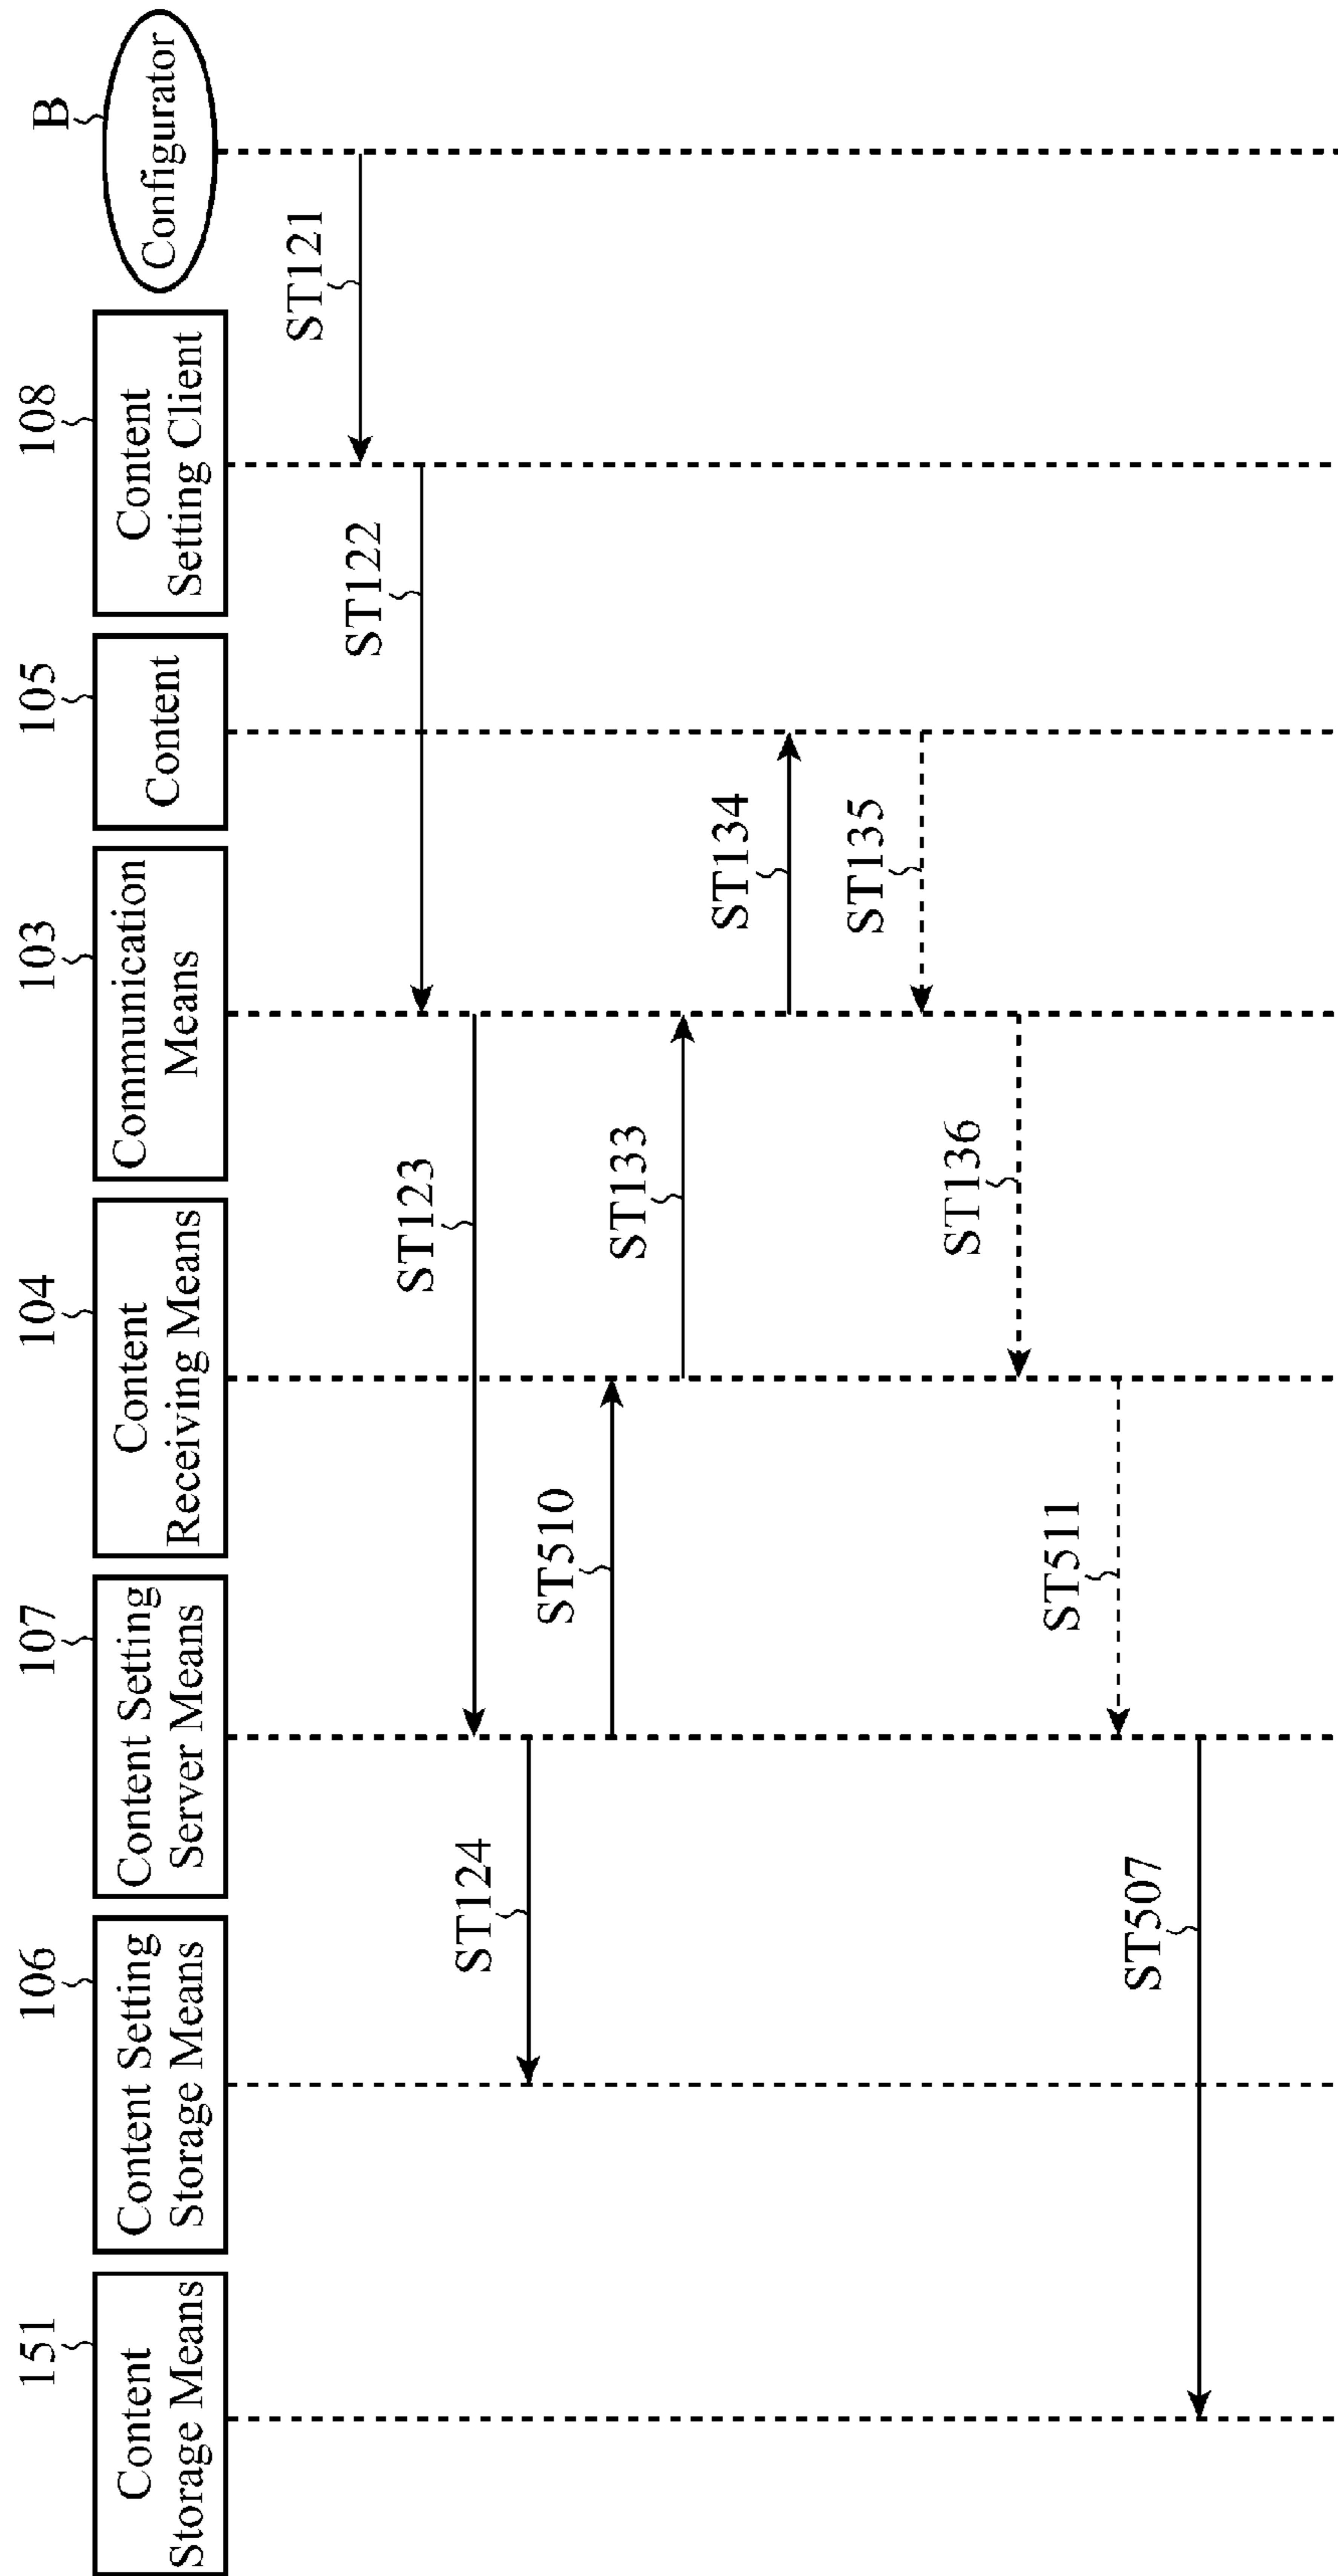 151
Content
Storage Means
106
Content Setting
Storage Means
107
Content Setting
Server Means
104
Content
Receiving Means
103
Communication
Means
105
Content
108
Content
Setting Client
B
Configurator
ST121
ST122
ST123
ST124
ST510
ST133
ST134
ST135
ST136
ST511
ST507